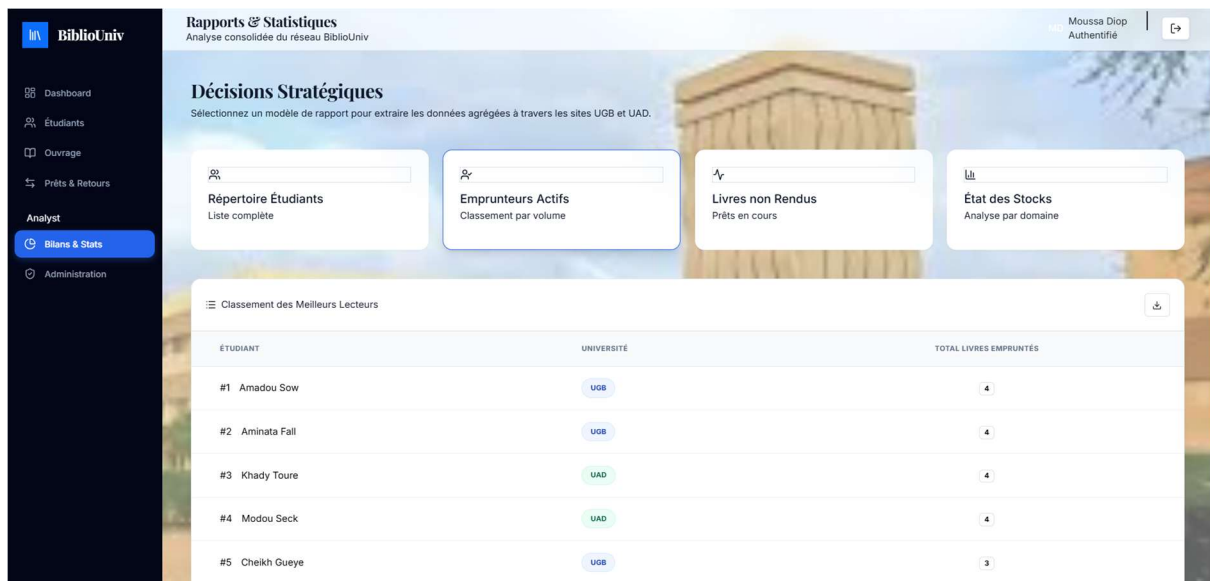 BiblioUniv
Dashboard
Étudiants
Ouvrage
Prêts & Retours
Analyst
Bilans & Stats
Administration
Rapports & Statistiques
Analyse consolidée du réseau BiblioUniv
MD
Moussa Diop
Authentifié
Décisions Stratégiques
Sélectionnez un modèle de rapport pour extraire les données agrégées à travers les sites UGB et UAD.
Répertoire Étudiants
Liste complète
Emprunteurs Actifs
Classement par volume
Livres non Rendus
Prêts en cours
État des Stocks
Analyse par domaine
Classement des Meilleurs Lecteurs
ÉTUDIANT UNIVERSITÉ TOTAL LIVRES EMPRUNTÉS
#1 Amadou Sow UGB 4
#2 Aminata Fall UGB 4
#3 Khady Toure UAD 4
#4 Modou Seck UAD 4
#5 Cheikh Gueye UGB 3